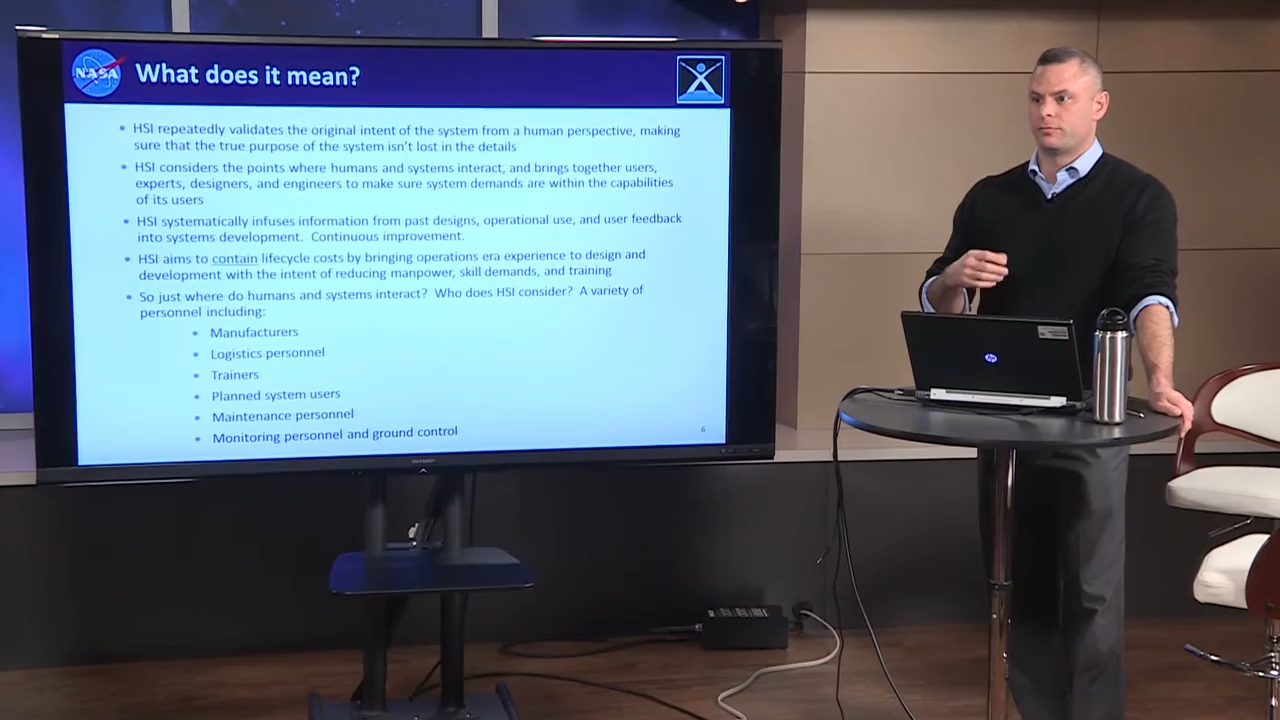 NASA
What does it mean?
• HSI repeatedly validates the original intent of the system from a human perspective, making
sure that the true purpose of the system isn't lost in the details
• HSI considers the points where humans and systems interact, and brings together users,
experts, designers, and engineers to make sure system demands are within the capabilities
of its users
• HSI systematically infuses information from past designs, operational use, and user feedback
into systems development. Continuous improvement.
• HSI aims to contain lifecycle costs by bringing operations era experience to design and
development with the intent of reducing manpower, skill demands, and training
• So just where do humans and systems interact? Who does HSI consider? A variety of
personnel including:
• Manufacturers
• Logistics personnel
• Trainers
• Planned system users
• Maintenance personnel
• Monitoring personnel and ground control
6
SHARP
hp